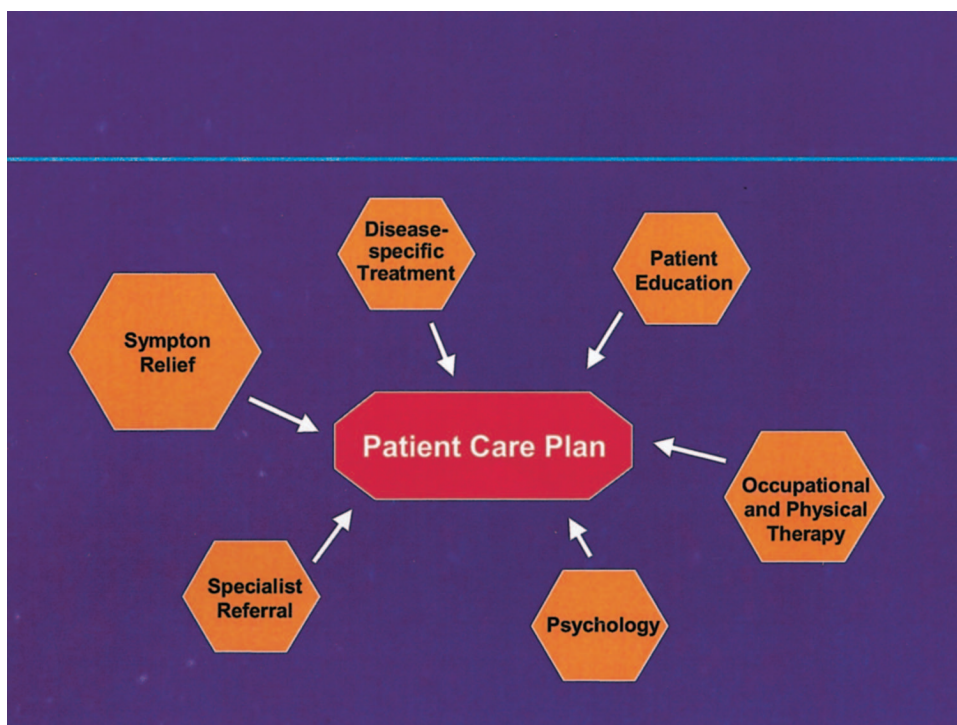 Disease-
specific
Treatment
Patient
Education
Sympton
Relief
Patient Care Plan
Occupational
and Physical
Therapy
Specialist
Referral
Psychology